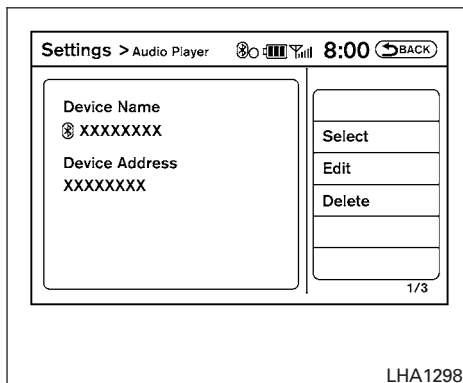 Settings > Audio Player 8:00 BACK
Device Name
XXXXXXXX
Device Address
XXXXXXXX
Select
Edit
Delete
1/3
LHA1298